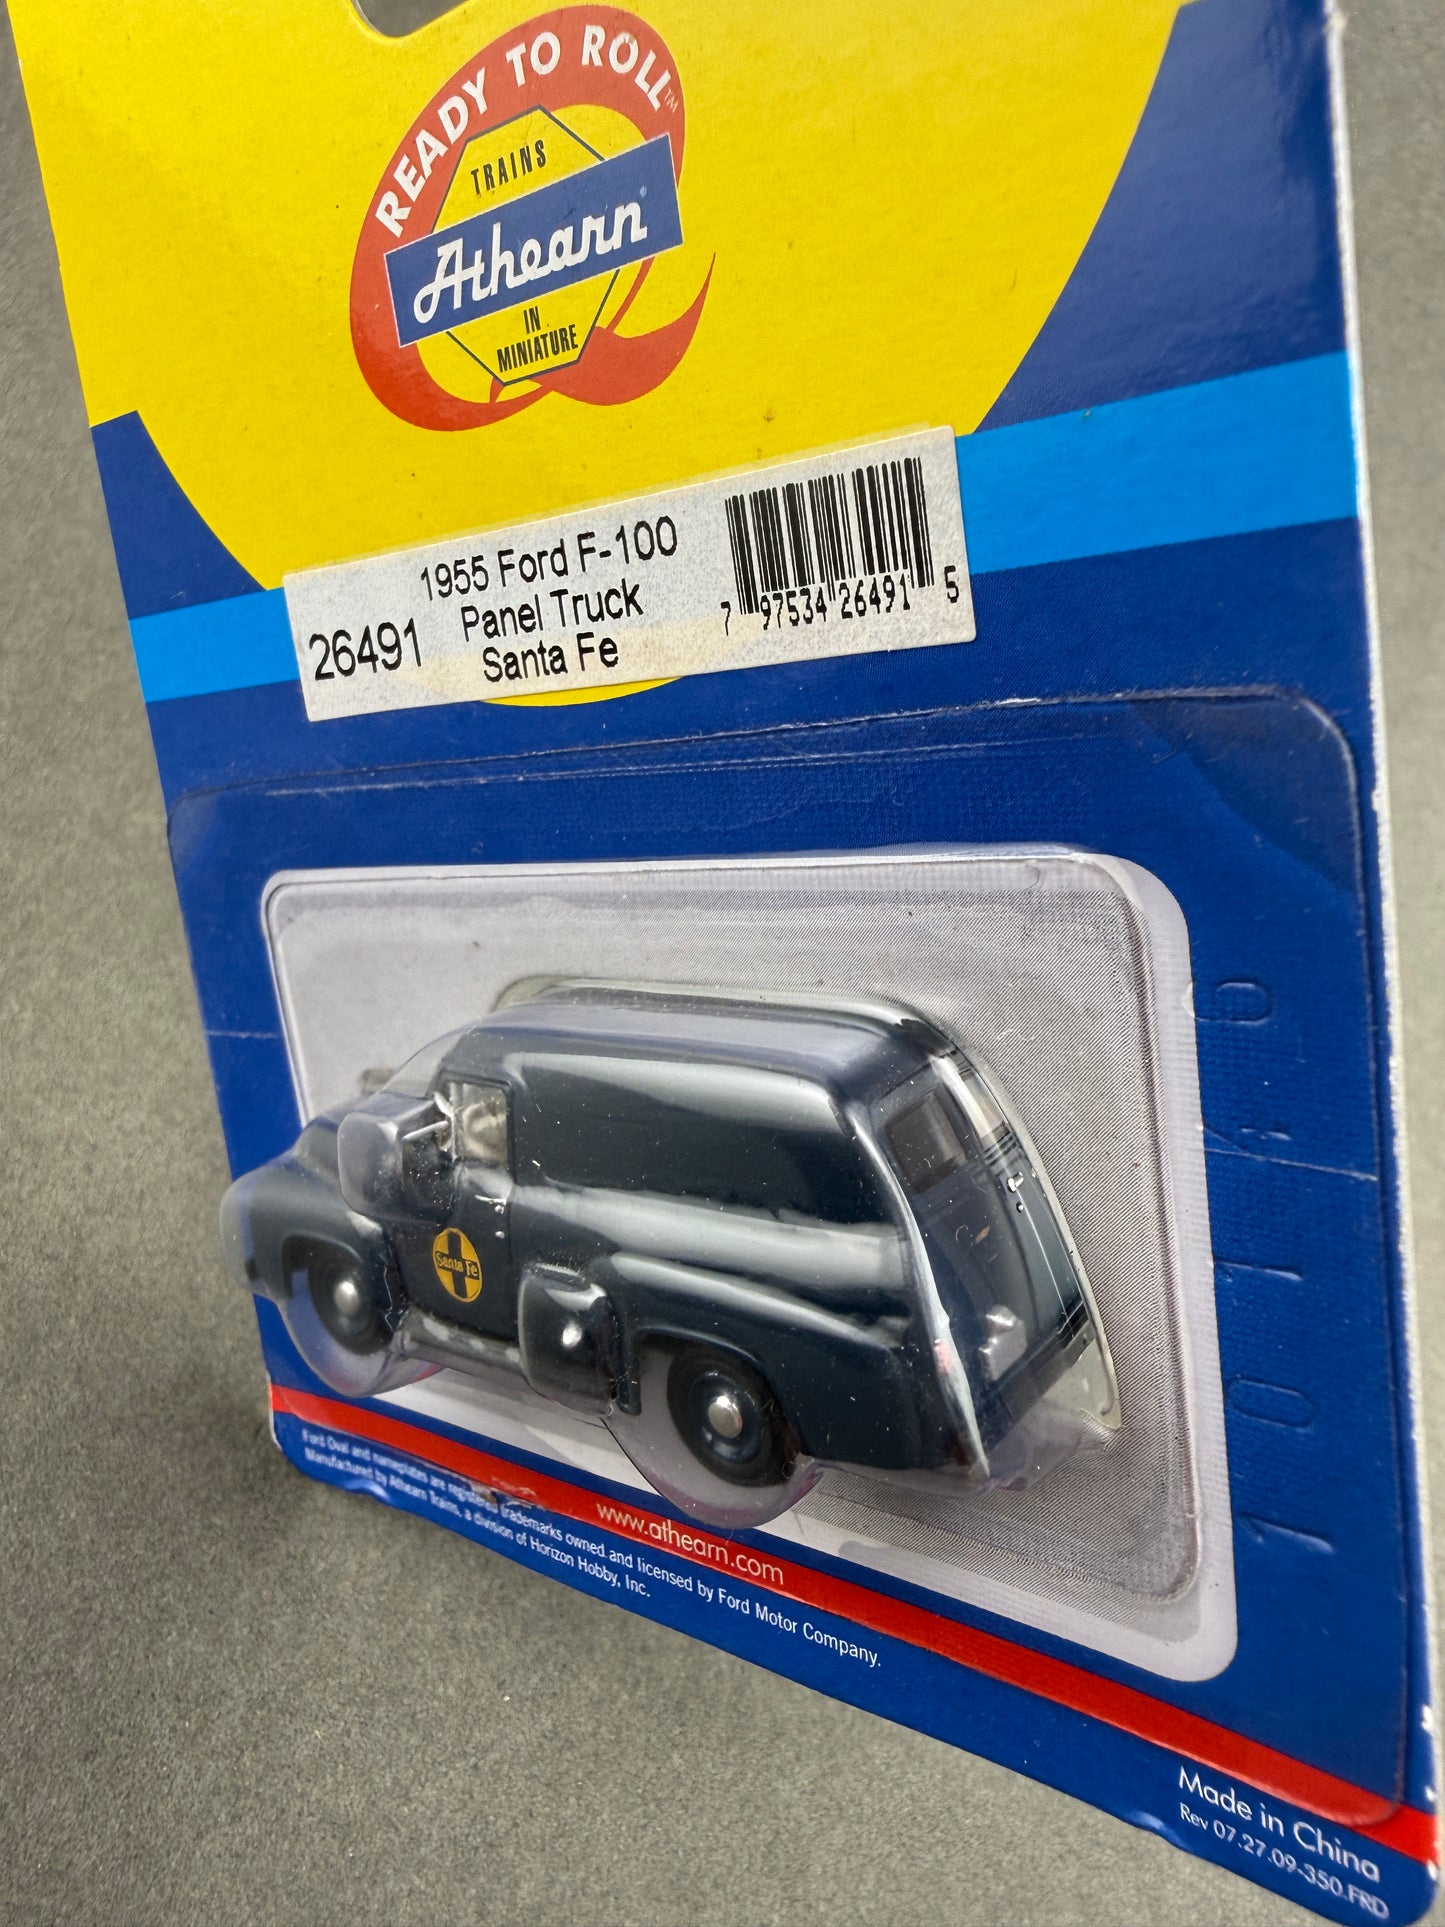 READY TO ROLL™
TRAINS
Athearn®
IN
MINIATURE
26491
1955 Ford F-100
Panel Truck
Santa Fe
7 97534 26491 5
Santa Fe
www.athearn.com
Ford Oval and nameplates are registered trademarks owned and licensed by Ford Motor Company.
Manufactured by Athearn Trains, a division of Horizon Hobby, Inc.
Made in China
Rev 07.27.09-350.FRD